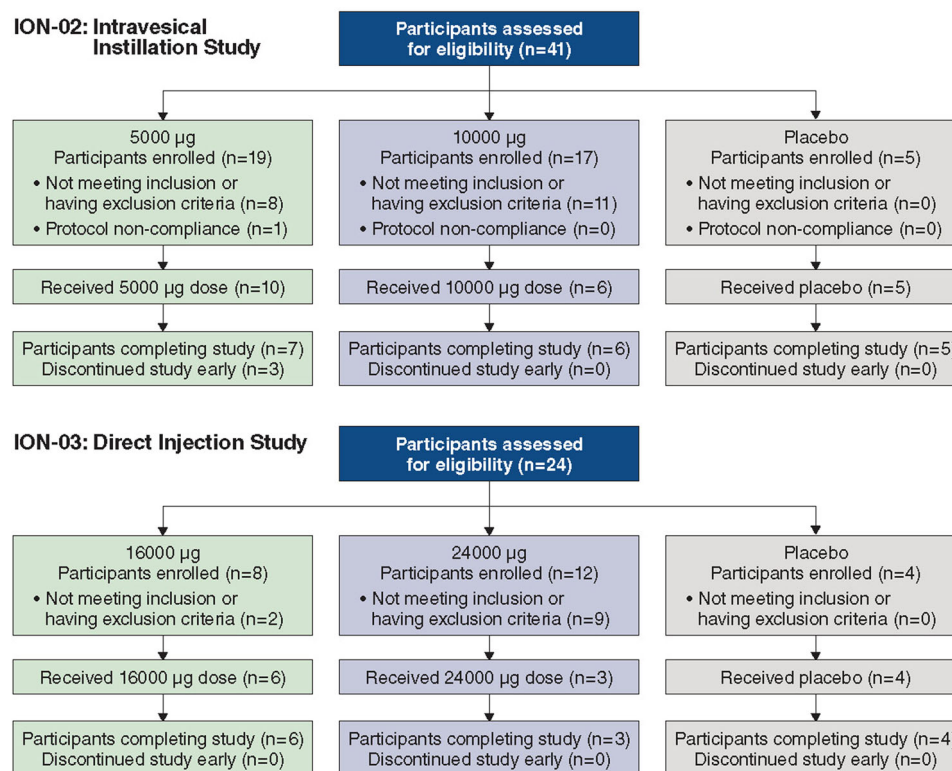 ION-02: Intravesical
Instillation Study
Participants assessed
for eligibility (n=41)
5000 µg
Participants enrolled (n=19)
• Not meeting inclusion or
having exclusion criteria (n=8)
• Protocol non-compliance (n=1)
10000 µg
Participants enrolled (n=17)
• Not meeting inclusion or
having exclusion criteria (n=11)
• Protocol non-compliance (n=0)
Placebo
Participants enrolled (n=5)
• Not meeting inclusion or
having exclusion criteria (n=0)
• Protocol non-compliance (n=0)
Received 5000 µg dose (n=10)
Received 10000 µg dose (n=6)
Received placebo (n=5)
Participants completing study (n=7)
Discontinued study early (n=3)
Participants completing study (n=6)
Discontinued study early (n=0)
Participants completing study (n=5
Discontinued study early (n=0)
ION-03: Direct Injection Study
Participants assessed
for eligibility (n=24)
16000 µg
Participants enrolled (n=8)
• Not meeting inclusion or
having exclusion criteria (n=2)
24000 µg
Participants enrolled (n=12)
• Not meeting inclusion or
having exclusion criteria (n=9)
Placebo
Participants enrolled (n=4)
• Not meeting inclusion or
having exclusion criteria (n=0)
Received 16000 µg dose (n=6)
Received 24000 µg dose (n=3)
Received placebo (n=4)
Participants completing study (n=6)
Discontinued study early (n=0)
Participants completing study (n=3)
Discontinued study early (n=0)
Participants completing study (n=4
Discontinued study early (n=0)